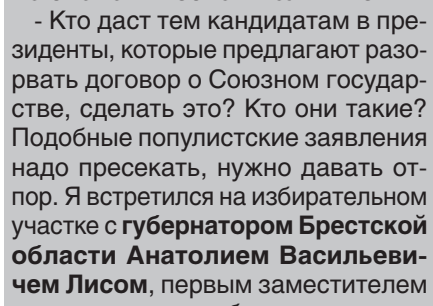 - Кто даст тем кандидатам в пре-
зиденты, которые предлагают разо-
рвать договор о Союзном государ-
стве, сделать это? Кто они такие?
Подобные популистские заявления
надо пресекать, нужно давать от-
пор. Я встретился на избирательном
участке с губернатором Брестской
области Анатолием Васильеви-
чем Лисом, первым заместителем